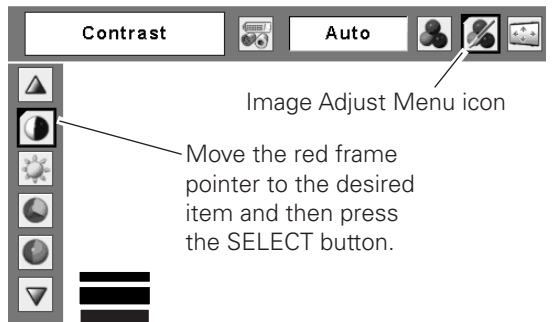 Contrast
Auto
Image Adjust Menu icon
Move the red frame
pointer to the desired
item and then press
the SELECT button.